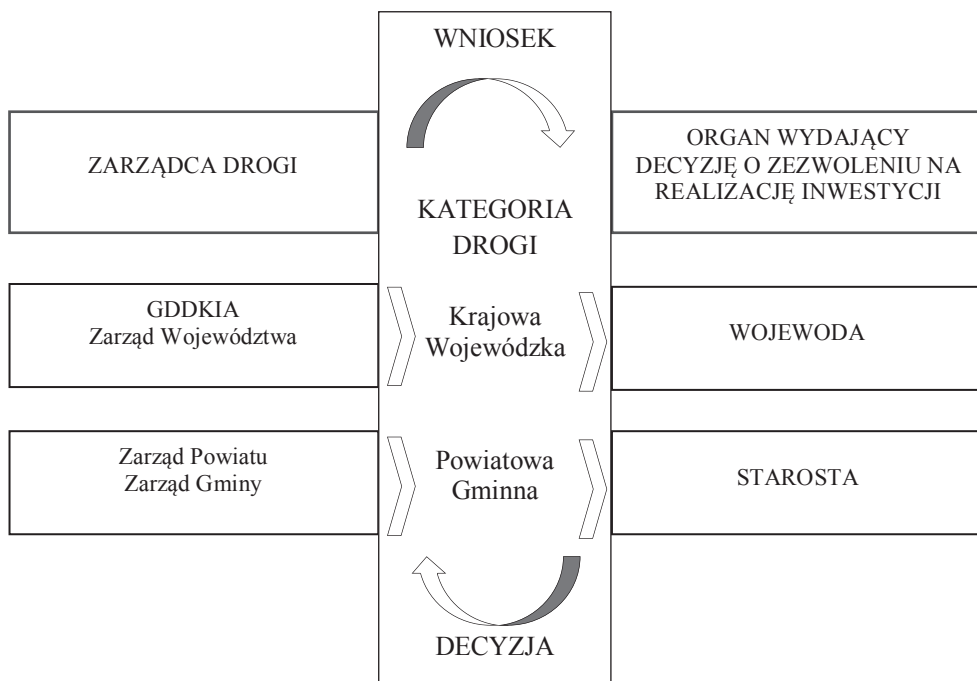 WNIOSEK
ZARZĄDCA DROGI
ORGAN WYDAJĄCY
DECYZJĘ O ZEZWOLENIU NA
REALIZACJĘ INWESTYCJI
KATEGORIA
DROGI
GDDKIA
Zarząd Województwa
Krajowa
Wojewódzka
WOJEWODA
Zarząd Powiatu
Zarząd Gminy
Powiatowa
Gminna
STAROSTA
DECYZJA